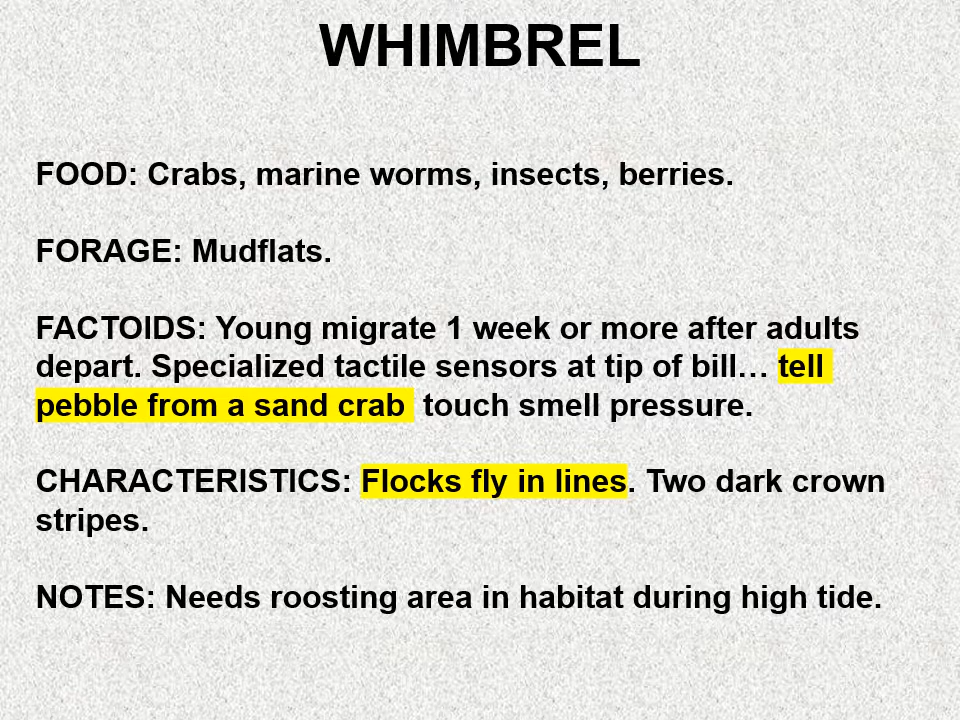 WHIMBREL
FOOD: Crabs, marine worms, insects, berries.
FORAGE: Mudflats.
FACTOIDS: Young migrate 1 week or more after adults
depart. Specialized tactile sensors at tip of bill… tell
pebble from a sand crab touch smell pressure.
CHARACTERISTICS: Flocks fly in lines. Two dark crown
stripes.
NOTES: Needs roosting area in habitat during high tide.